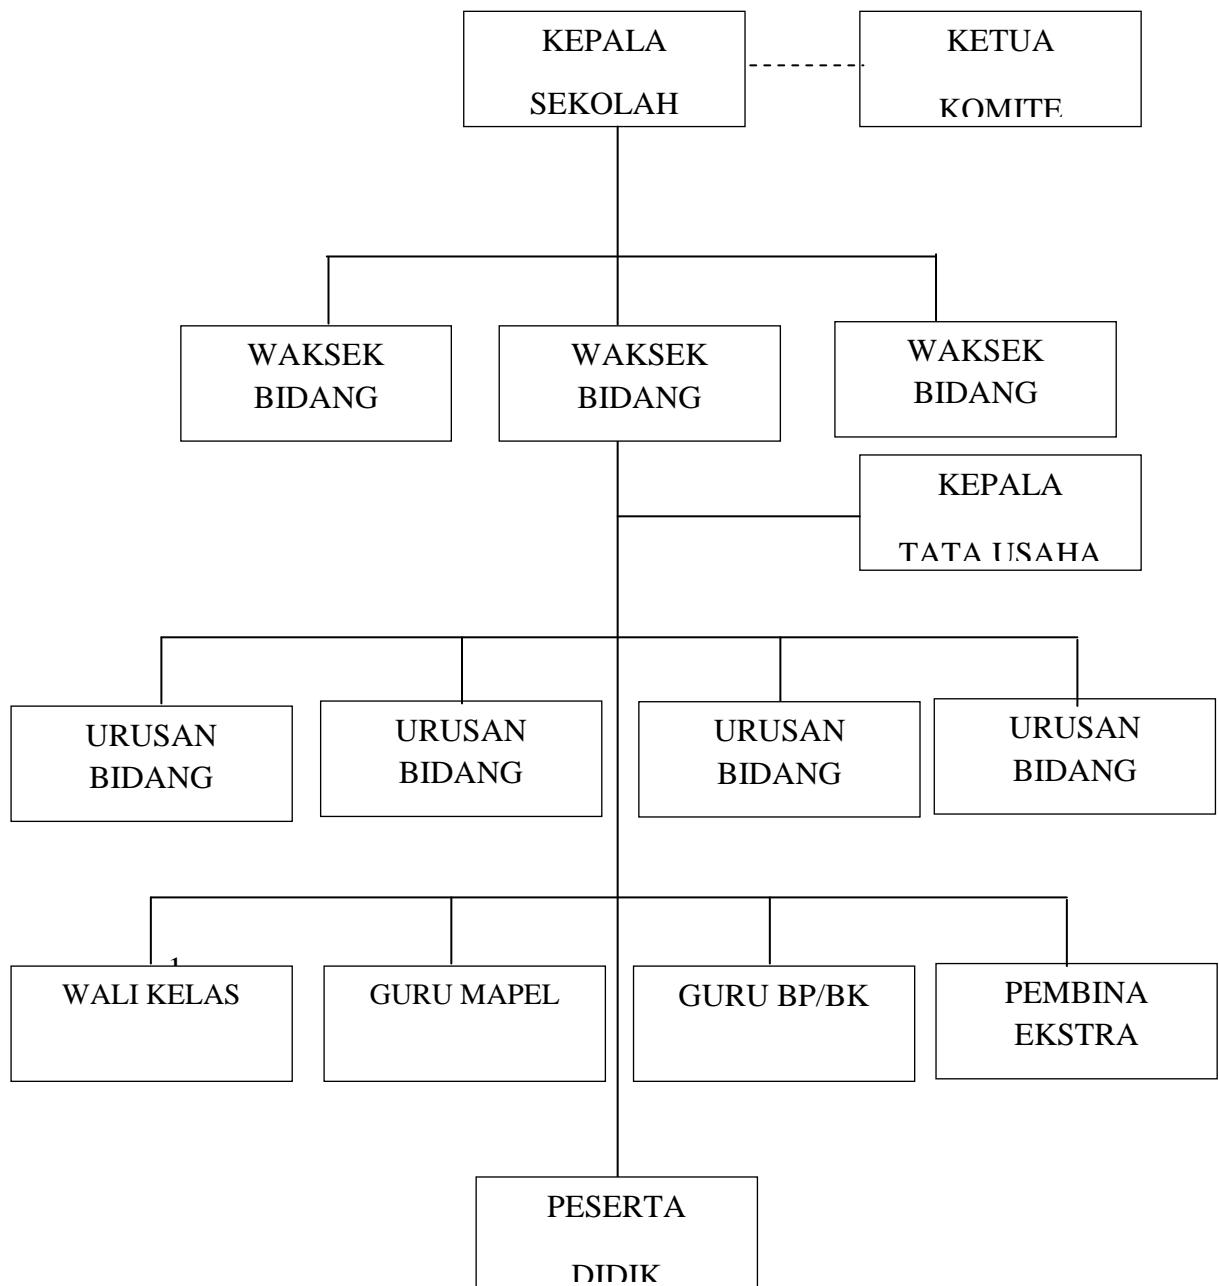 KEPALA
SEKOLAH
KETUA
KOMITE
WAKSEK
BIDANG
WAKSEK
BIDANG
WAKSEK
BIDANG
KEPALA
TATA USAHA
URUSAN
BIDANG
URUSAN
BIDANG
URUSAN
BIDANG
URUSAN
BIDANG
WALI KELAS
GURU MAPEL
GURU BP/BK
PEMBINA
EKSTRA
PESERTA
DIDIK